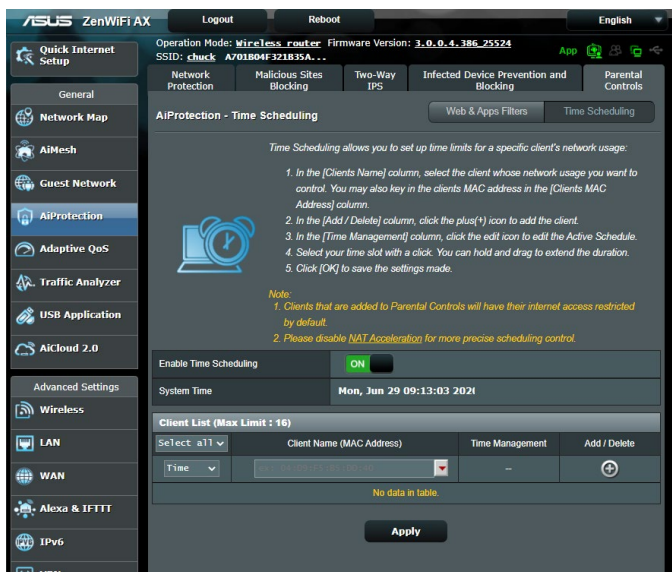 ASUS ZenWiFi AX
Logout
Reboot
English
Quick Internet
Setup
Operation Mode: Wireless router Firmware Version: 3.0.0.4.386_25524
SSID: chuck A701B04F321B35A...
App
General
Network Map
AiMesh
Guest Network
AiProtection
Adaptive QoS
Traffic Analyzer
USB Application
AiCloud 2.0
Advanced Settings
Wireless
LAN
WAN
Alexa & IFTTT
IPv6
Network
Protection
Malicious Sites
Blocking
Two-Way
IPS
Infected Device Prevention and
Blocking
Parental
Controls
AiProtection - Time Scheduling
Web & Apps Filters
Time Scheduling
Time Scheduling allows you to set up time limits for a specific client's network usage:
1. In the [Clients Name] column, select the client whose network usage you want to
control. You may also key in the clients MAC address in the [Clients MAC
Address] column.
2. In the [Add / Delete] column, click the plus(+) icon to add the client.
3. In the [Time Management] column, click the edit icon to edit the Active Schedule.
4. Select your time slot with a click. You can hold and drag to extend the duration.
5. Click [OK] to save the settings made.
Note:
1. Clients that are added to Parental Controls will have their internet access restricted
by default.
2. Please disable NAT Acceleration for more precise scheduling control.
Enable Time Scheduling
ON
System Time
Mon, Jun 29 09:13:03 2020
Client List (Max Limit : 16)
Select all
Client Name (MAC Address)
Time Management
Add / Delete
Time
--
No data in table.
Apply